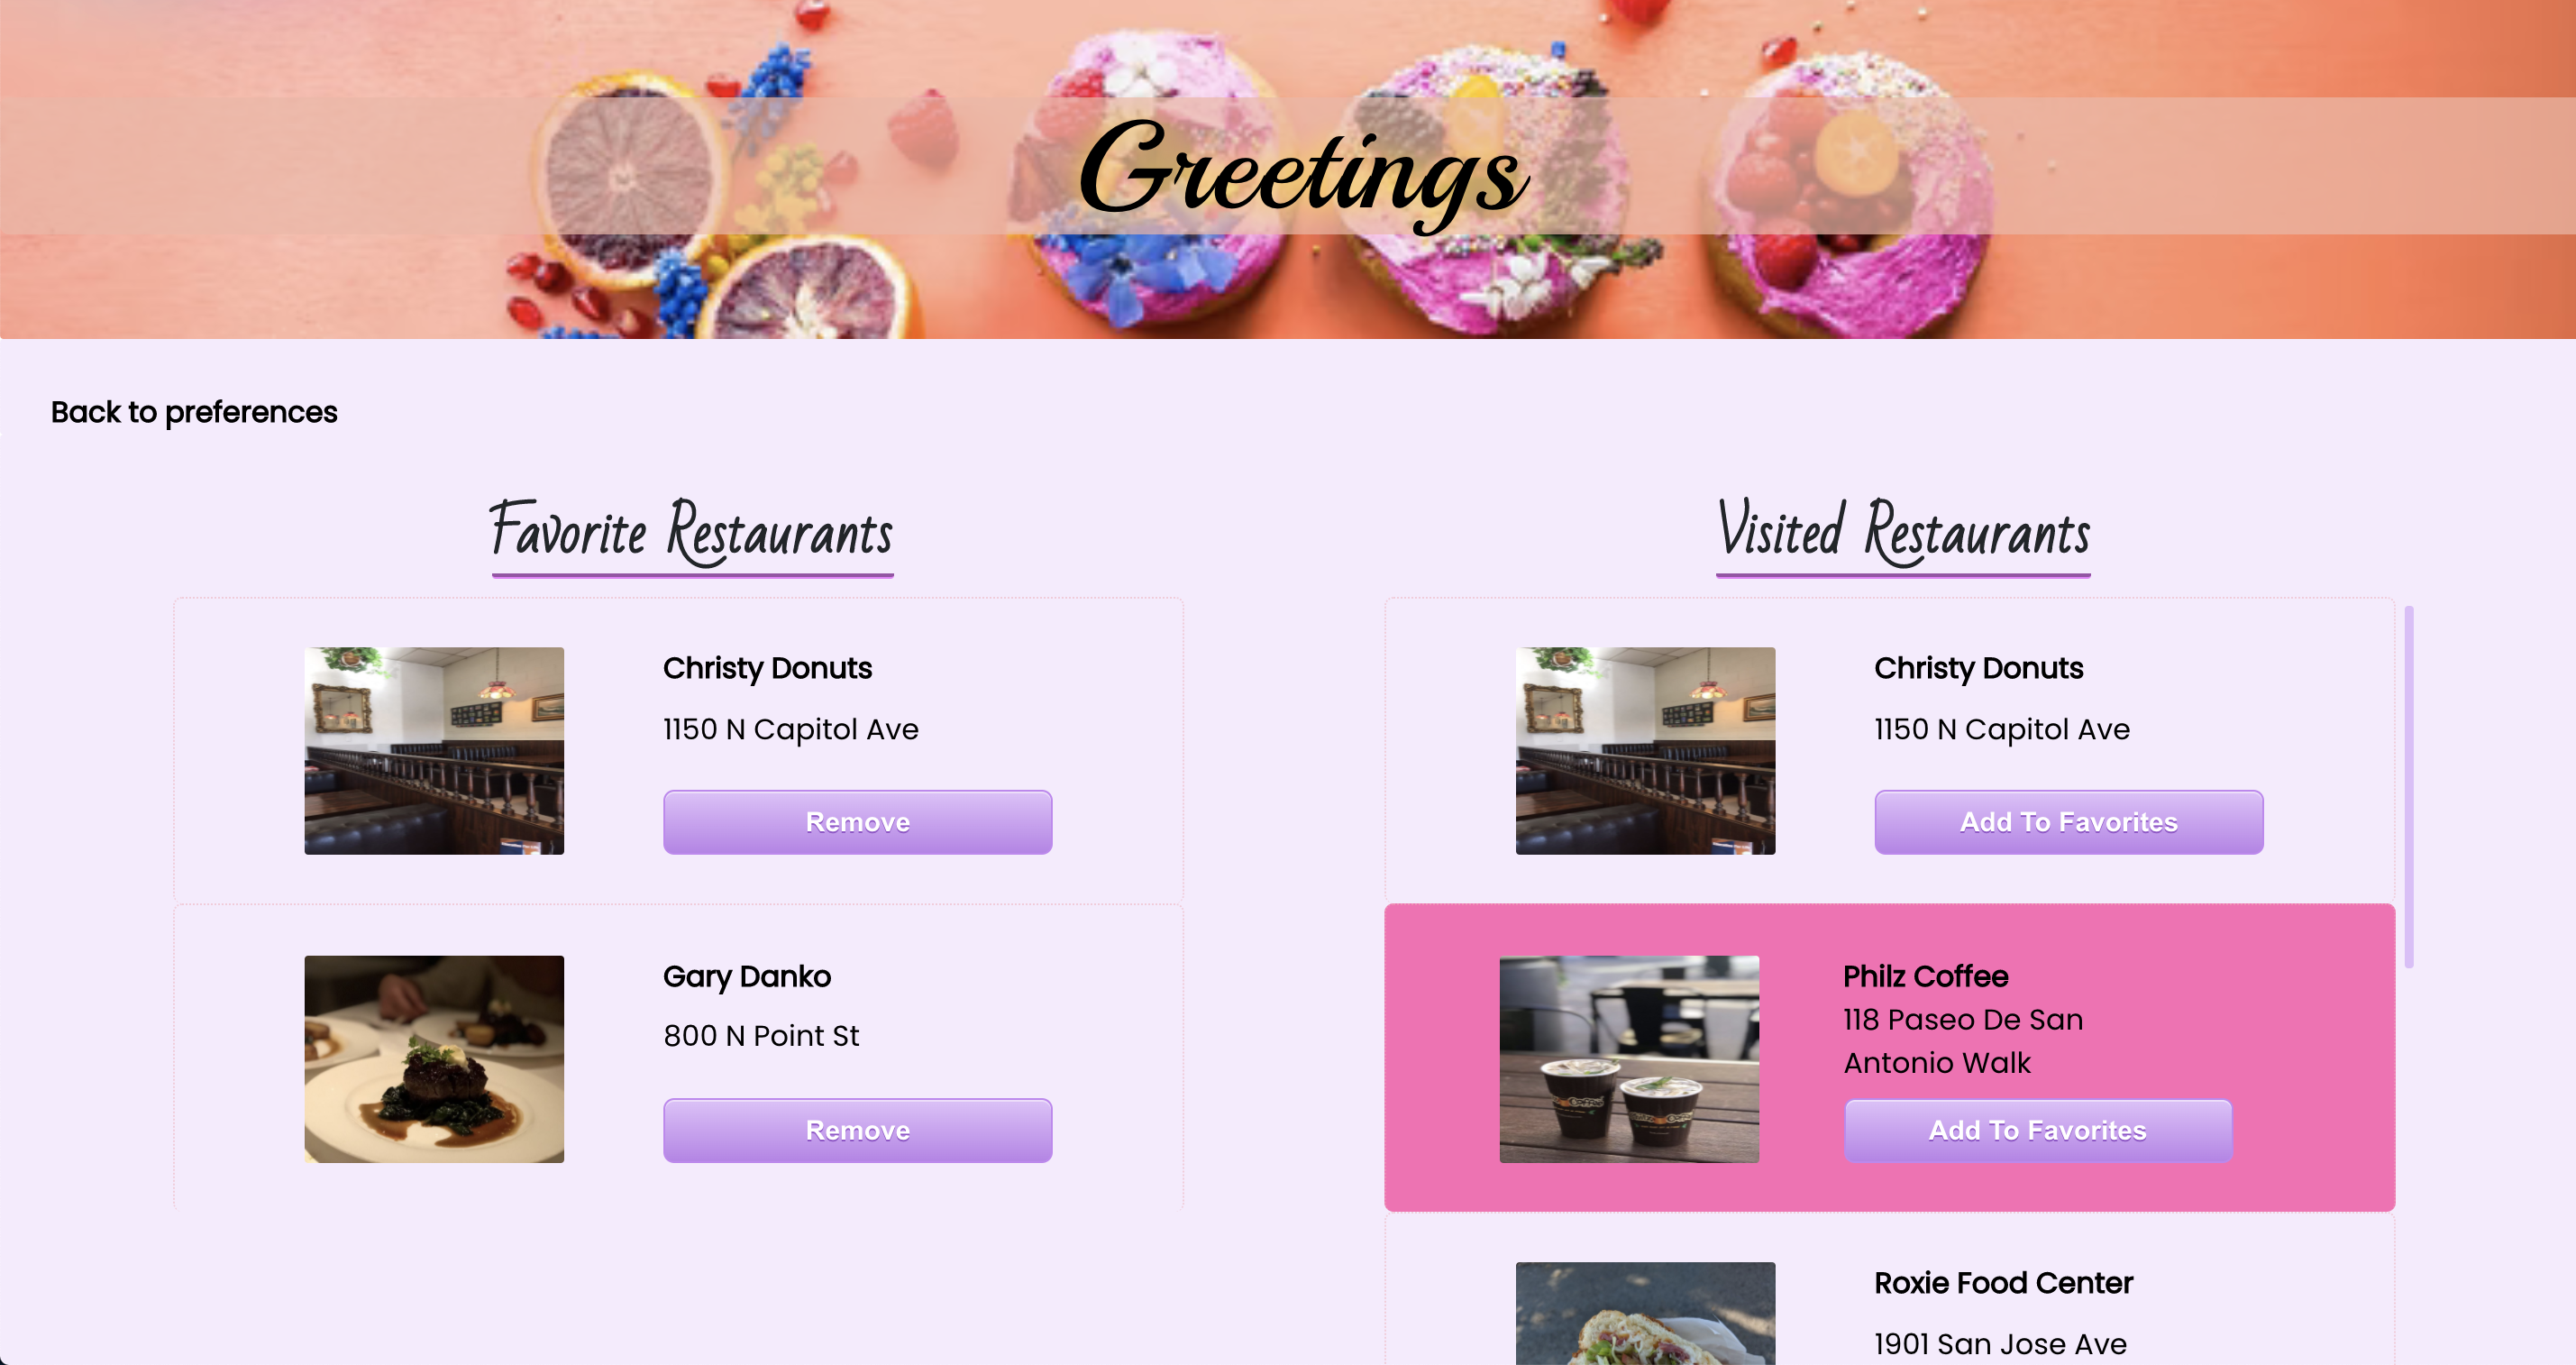 Greetings
Back to preferences
Favorite Restaurants
Christy Donuts
1150 N Capitol Ave
Remove
Gary Danko
800 N Point St
Remove
Visited Restaurants
Christy Donuts
1150 N Capitol Ave
Add To Favorites
Philz Coffee
118 Paseo De San
Antonio Walk
Add To Favorites
Roxie Food Center
1901 San Jose Ave